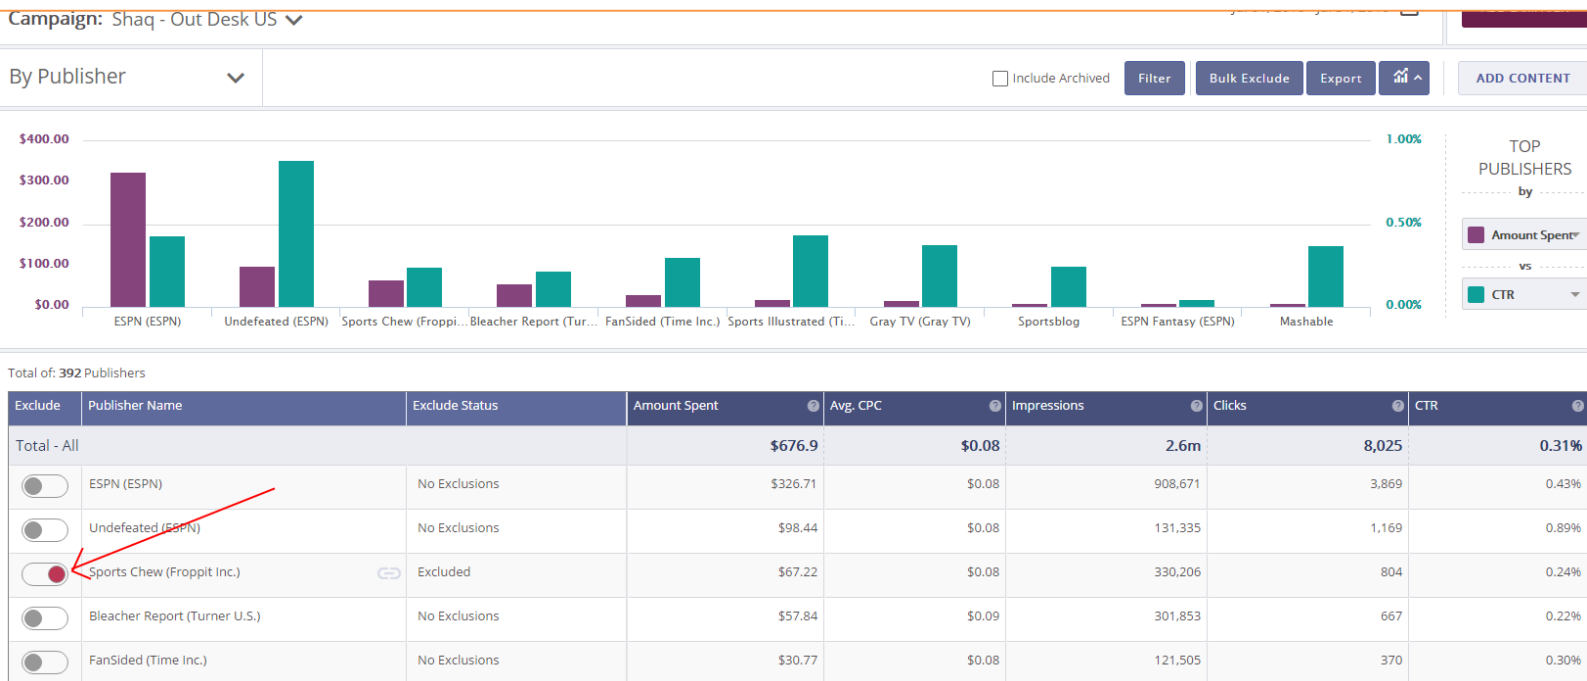 Campaign: Shaq - Out Desk US
By Publisher
Include Archived
Filter
Bulk Exclude
Export
ADD CONTENT
$400.00
$300.00
$200.00
$100.00
$0.00
1.00%
0.50%
0.00%
ESPN (ESPN)
Undefeated (ESPN)
Sports Chew (Froppi...
Bleacher Report (Tur...
FanSided (Time Inc.)
Sports Illustrated (Ti...
Gray TV (Gray TV)
Sportsblog
ESPN Fantasy (ESPN)
Mashable
TOP
PUBLISHERS
by
Amount Spent
vs
CTR
Total of: 392 Publishers
Exclude Publisher Name Exclude Status Amount Spent ? Avg. CPC ? Impressions ? Clicks ? CTR ?
Total - All $676.9 $0.08 2.6m 8,025 0.31%
ESPN (ESPN) No Exclusions $326.71 $0.08 908,671 3,869 0.43%
Undefeated (ESPN) No Exclusions $98.44 $0.08 131,335 1,169 0.89%
Sports Chew (Froppit Inc.) Excluded $67.22 $0.08 330,206 804 0.24%
Bleacher Report (Turner U.S.) No Exclusions $57.84 $0.09 301,853 667 0.22%
FanSided (Time Inc.) No Exclusions $30.77 $0.08 121,505 370 0.30%